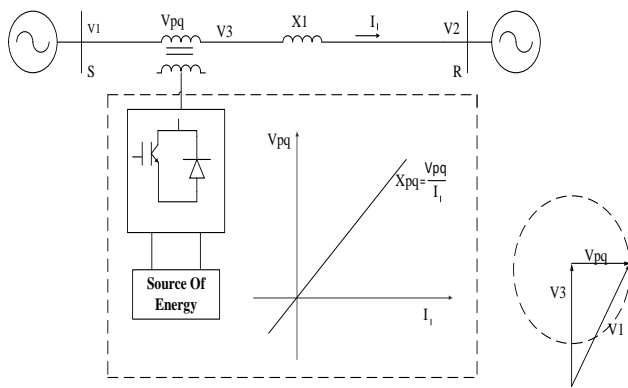 V1
Vpq
V3
X1
I₁
V2
S
R
Vpq
Xpq= Vpq
I₁
Source Of
Energy
I₁
Vpq
V3
V1